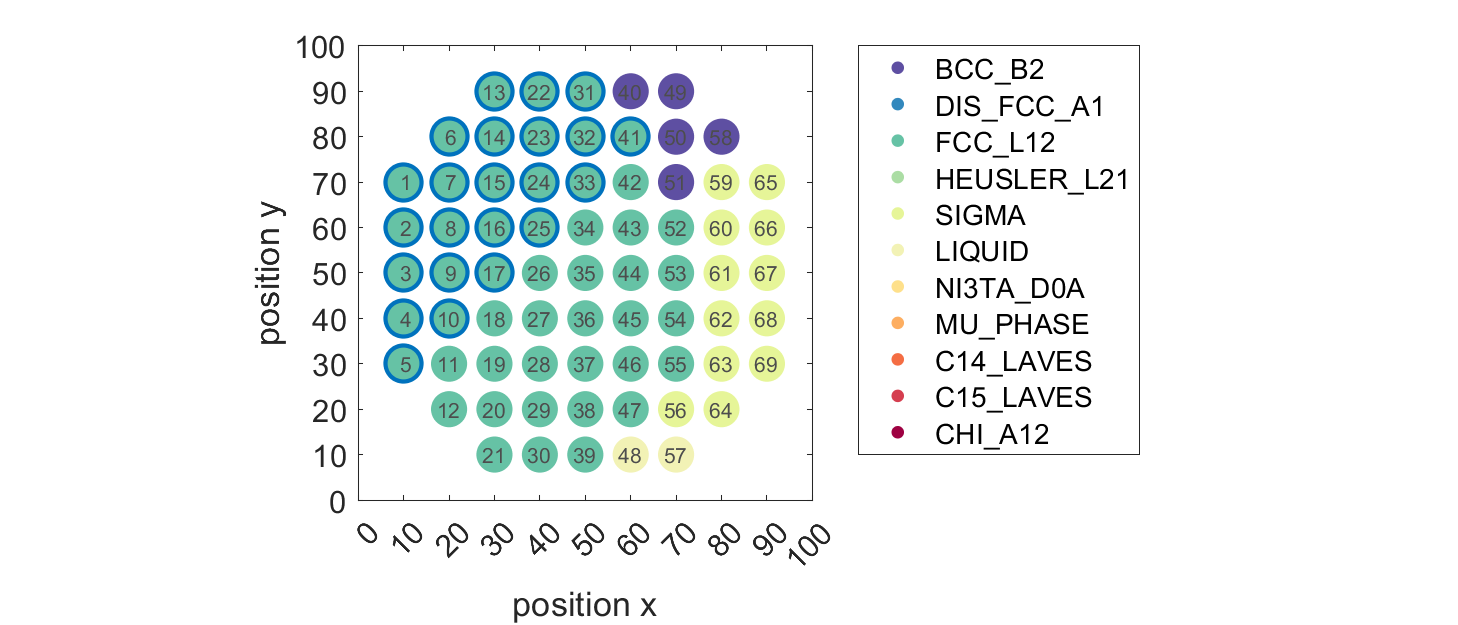 100
90
80
70
60
50
40
30
20
10
0
position y
13 22 31 40 49
6 14 23 32 41 50 58
1 7 15 24 33 42 51 59 65
2 8 16 25 34 43 52 60 66
3 9 17 26 35 44 53 61 67
4 10 18 27 36 45 54 62 68
5 11 19 28 37 46 55 63 69
12 20 29 38 47 56 64
21 30 39 48 57
0 10 20 30 40 50 60 70 80 90 100
position x
BCC_B2
DIS_FCC_A1
FCC_L12
HEUSLER_L21
SIGMA
LIQUID
NI3TA_D0A
MU_PHASE
C14_LAVES
C15_LAVES
CHI_A12